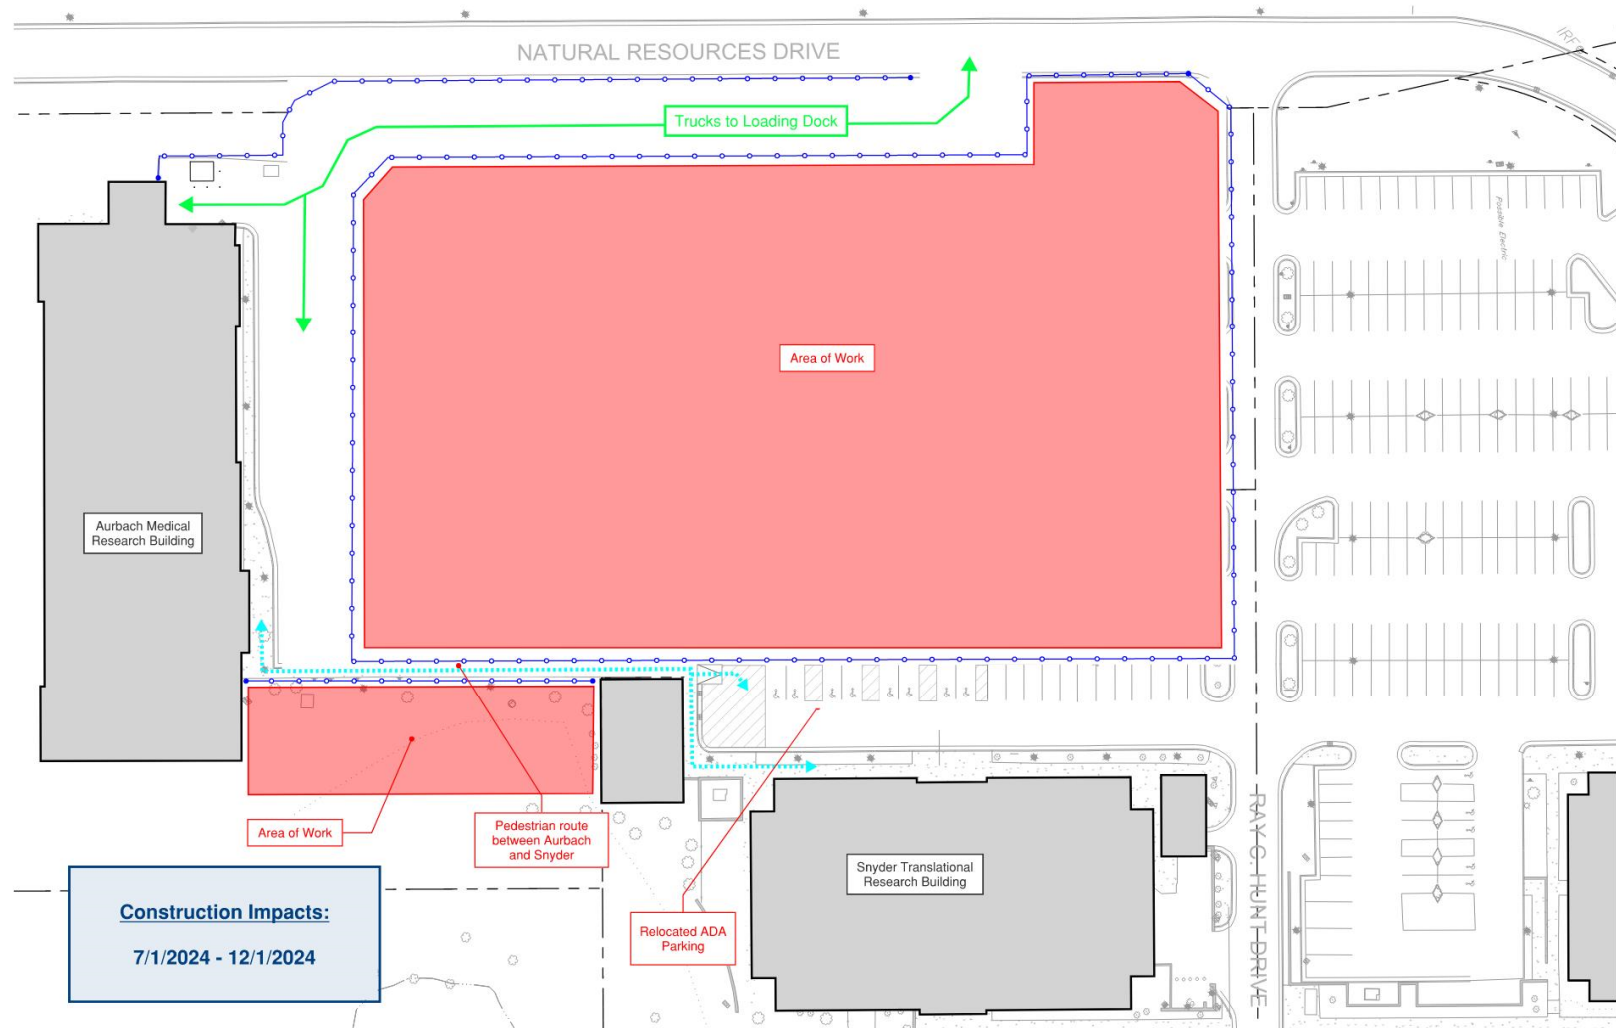 NATURAL RESOURCES DRIVE
Trucks to Loading Dock
Possible Electric
Area of Work
Aurbach Medical
Research Building
Area of Work
Pedestrian route
between Aurbach
and Snyder
Snyder Translational
Research Building
Relocated ADA
Parking
RAY C. HUNT DRIVE
Construction Impacts:
7/1/2024 - 12/1/2024